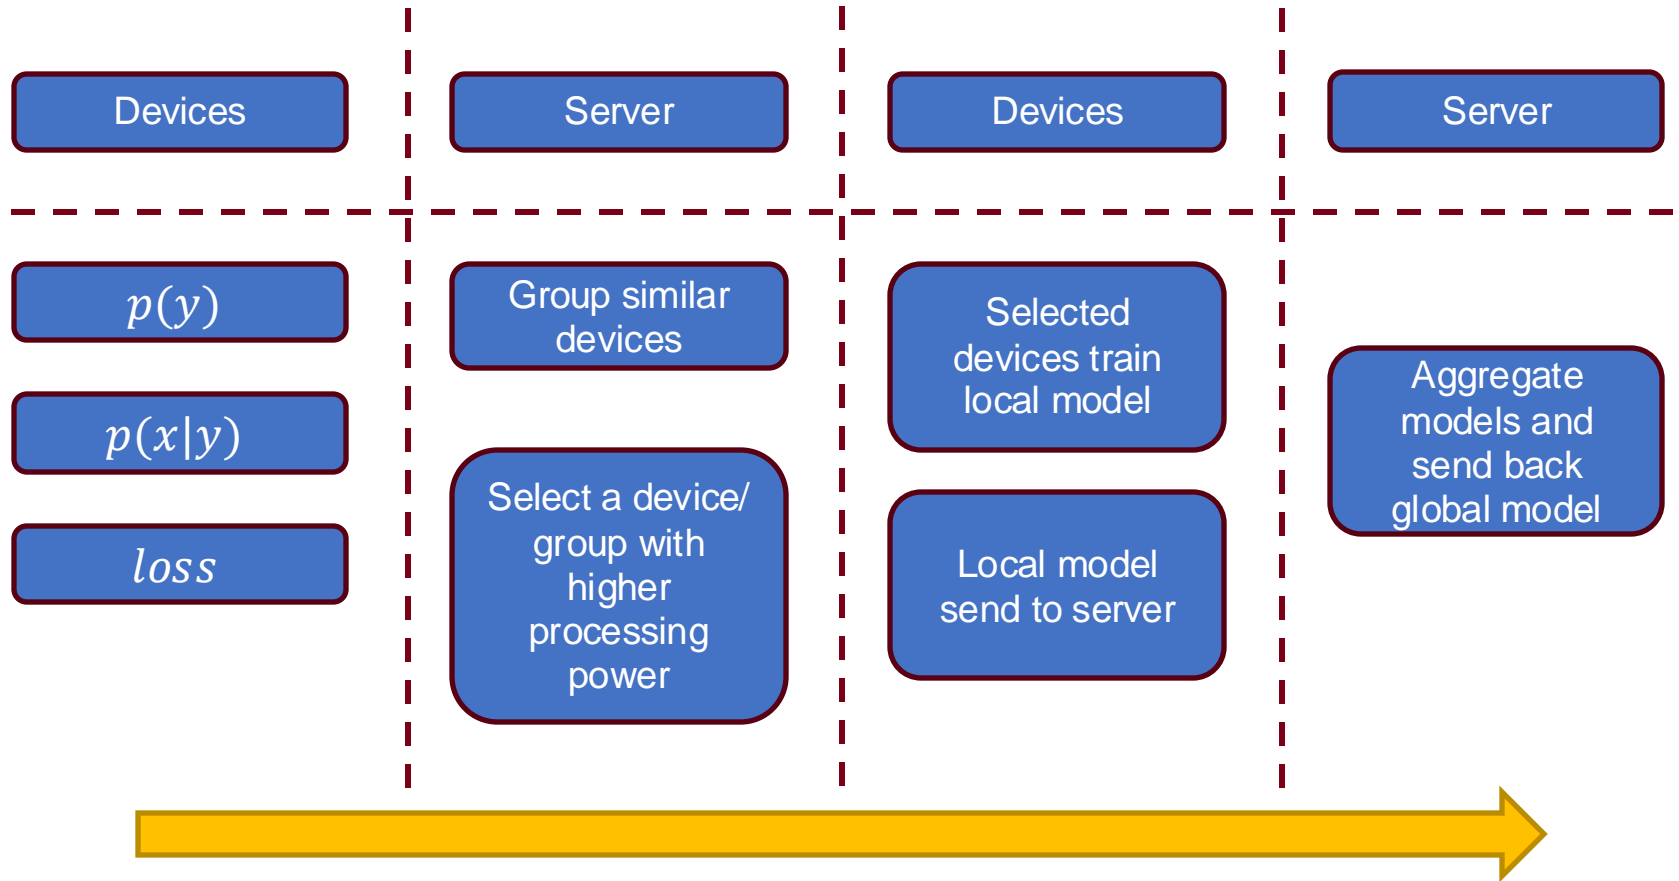 Devices
Server
Devices
Server
p(y)
p(x|y)
loss
Group similar
devices
Select a device/
group with
higher
processing
power
Selected
devices train
local model
Local model
send to server
Aggregate
models and
send back
global model